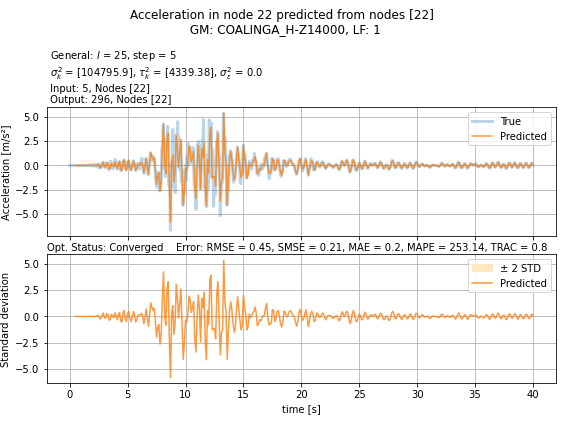 Acceleration in node 22 predicted from nodes [22]
GM: COALINGA_H-Z14000, LF: 1
General: l = 25, step = 5
σ²ₖ = [104795.9], τ²ₖ = [4339.38], σ²ε = 0.0
Input: 5, Nodes [22]
Output: 296, Nodes [22]
5.0
2.5
0.0
−2.5
−5.0
Acceleration [m/s²]
True
Predicted
Opt. Status: Converged Error: RMSE = 0.45, SMSE = 0.21, MAE = 0.2, MAPE = 253.14, TRAC = 0.8
5.0
2.5
0.0
−2.5
−5.0
Standard deviation
± 2 STD
Predicted
0 5 10 15 20 25 30 35 40
time [s]